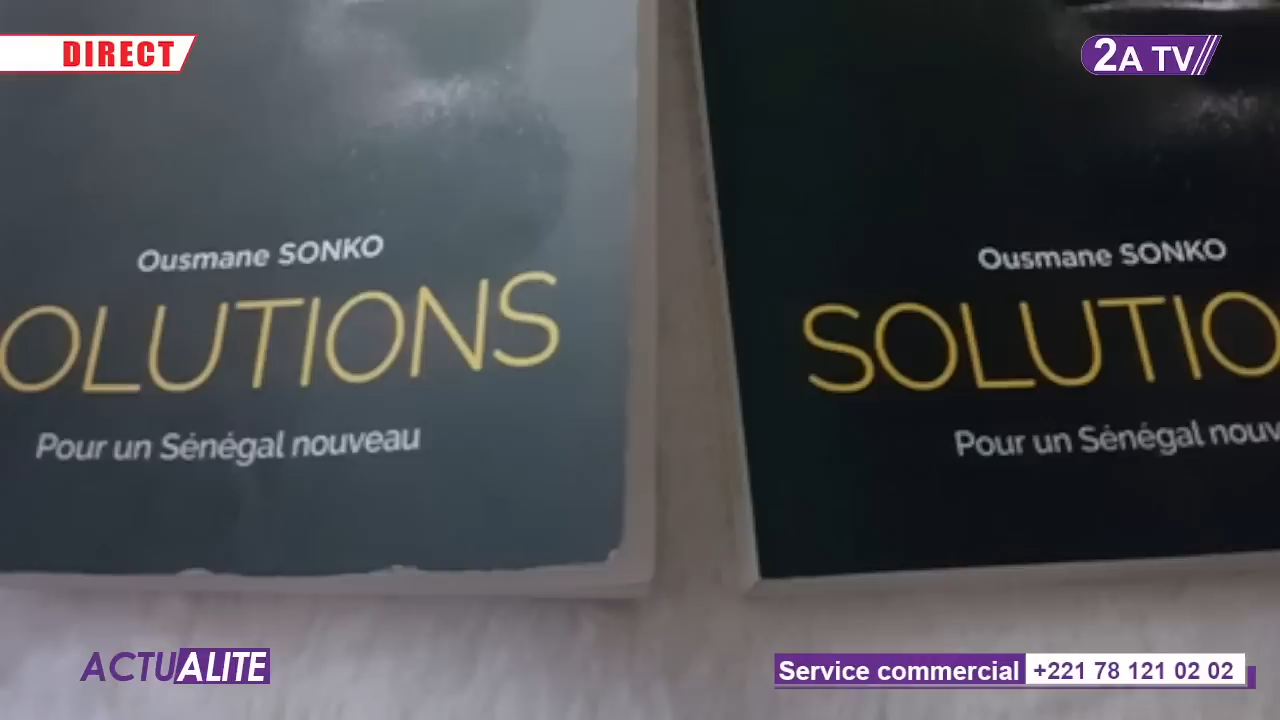 DIRECT
2A TV
Ousmane SONKO
OLUTIONS
Pour un Sénégal nouveau
Ousmane SONKO
SOLUTIO
Pour un Sénégal nouv
ACTUALITE
Service commercial +221 78 121 02 02